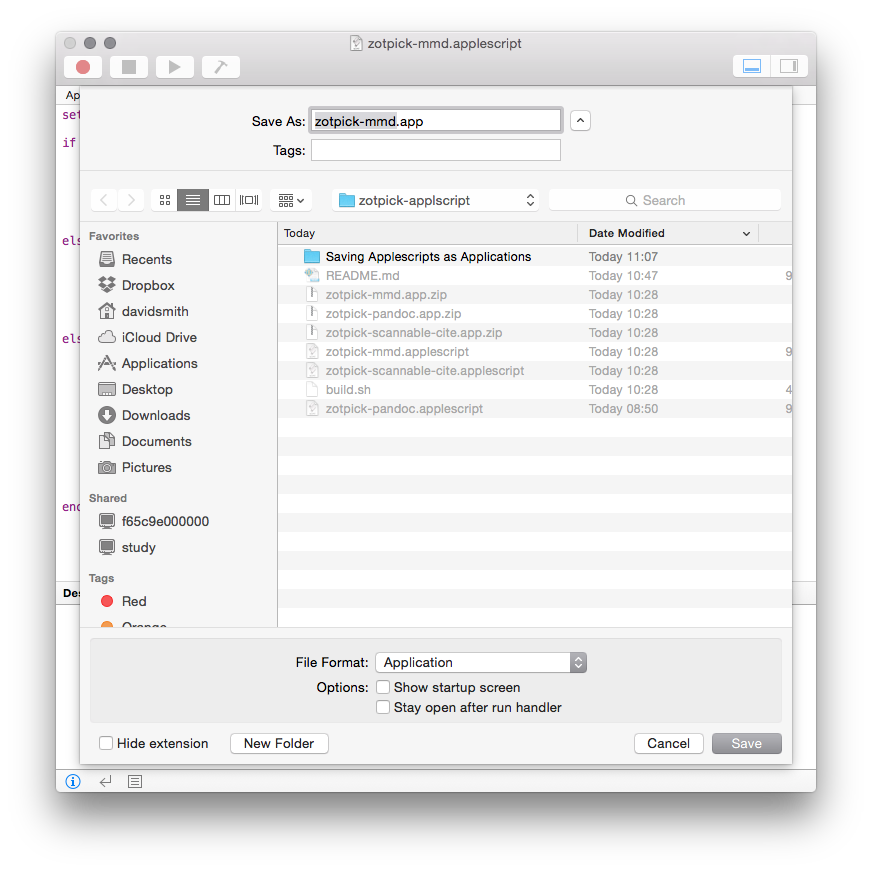 zotpick-mmd.applescript
Ap
set
if
els
els
end
Des
Save As: zotpick-mmd.app
Tags:
zotpick-applscript
Search
Favorites
Recents
Dropbox
davidsmith
iCloud Drive
Applications
Desktop
Downloads
Documents
Pictures
Shared
f65c9e000000
study
Tags
Red
Orange
Today Date Modified
Saving Applescripts as Applications Today 11:07
README.md Today 10:47 9
zotpick-mmd.app.zip Today 10:28
zotpick-pandoc.app.zip Today 10:28
zotpick-scannable-cite.app.zip Today 10:28
zotpick-mmd.applescript Today 10:28 9
zotpick-scannable-cite.applescript Today 10:28
build.sh Today 10:28 4
zotpick-pandoc.applescript Today 08:50 9
File Format: Application
Options: Show startup screen
Stay open after run handler
Hide extension New Folder Cancel Save